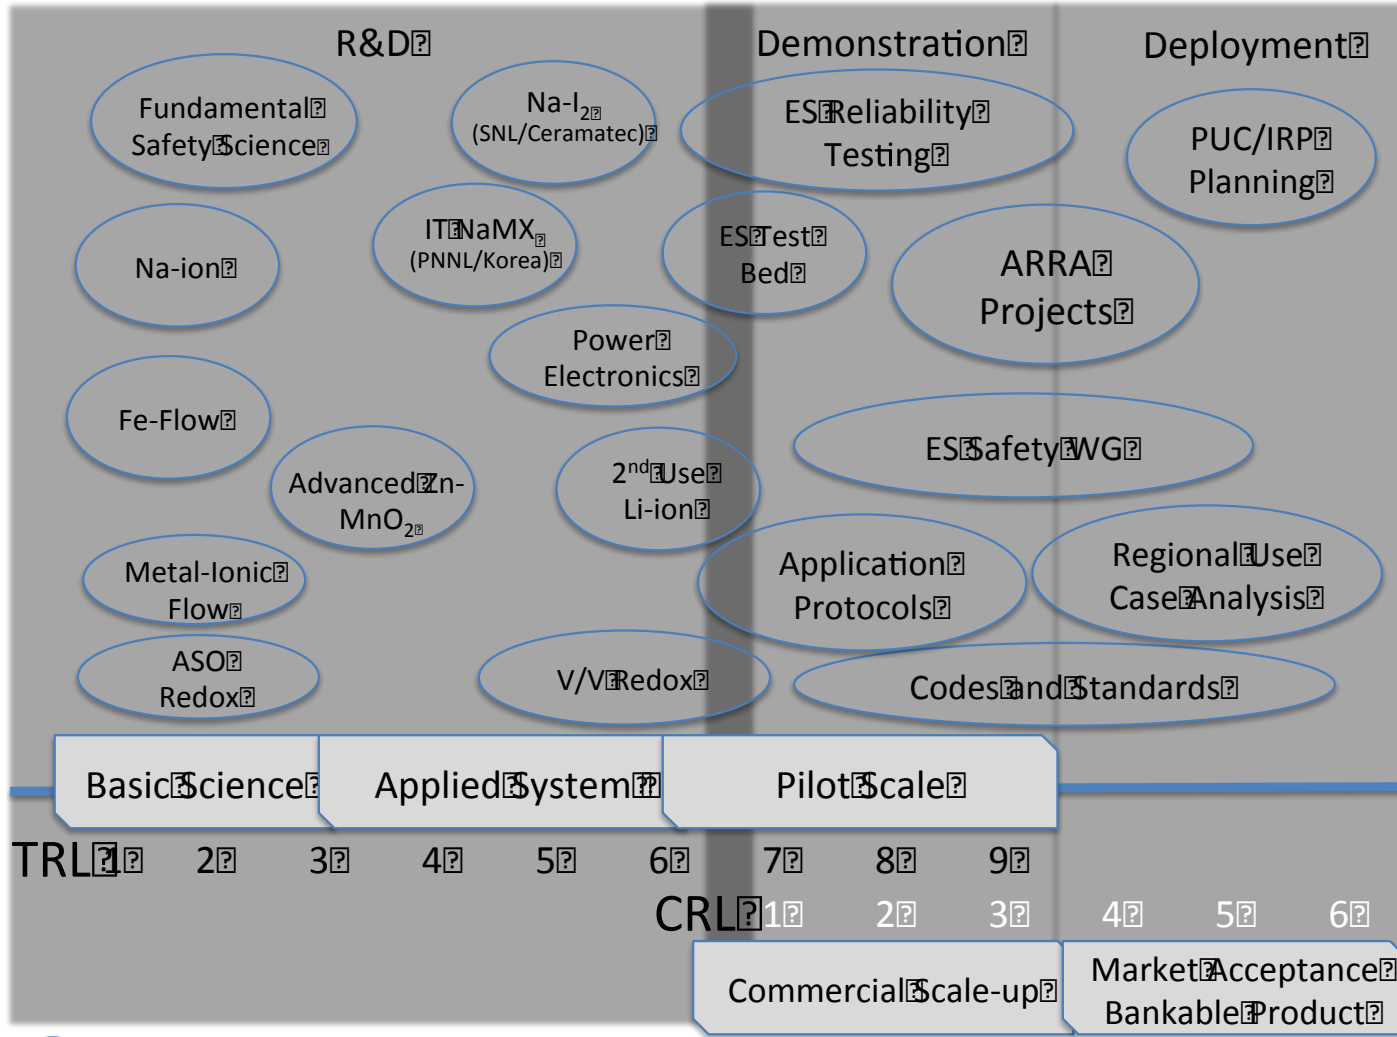 R&D
Demonstration
Deployment
Fundamental
Safety Science
Na-I2
(SNL/Ceramatec)
ES Reliability
Testing
PUC/IRP
Planning
Na-ion
IT NaMX
(PNNL/Korea)
ES Test
Bed
ARRA
Projects
Power
Electronics
Fe-Flow
Advanced Zn-
MnO2
2nd Use
Li-ion
ES Safety WG
Metal-Ionic
Flow
Application
Protocols
Regional Use
Case Analysis
ASO
Redox
V/V Redox
Codes and Standards
Basic Science
Applied System
Pilot Scale
TRL 1 2 3 4 5 6 7 8 9
CRL 1 2 3 4 5 6
Commercial Scale-up
Market Acceptance
Bankable Product